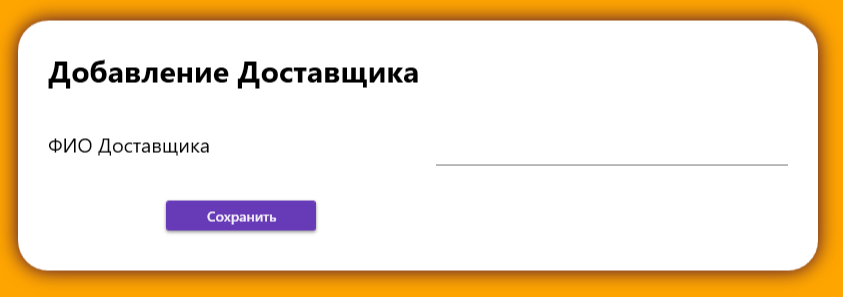 Добавление Доставщика
ФИО Доставщика
Сохранить